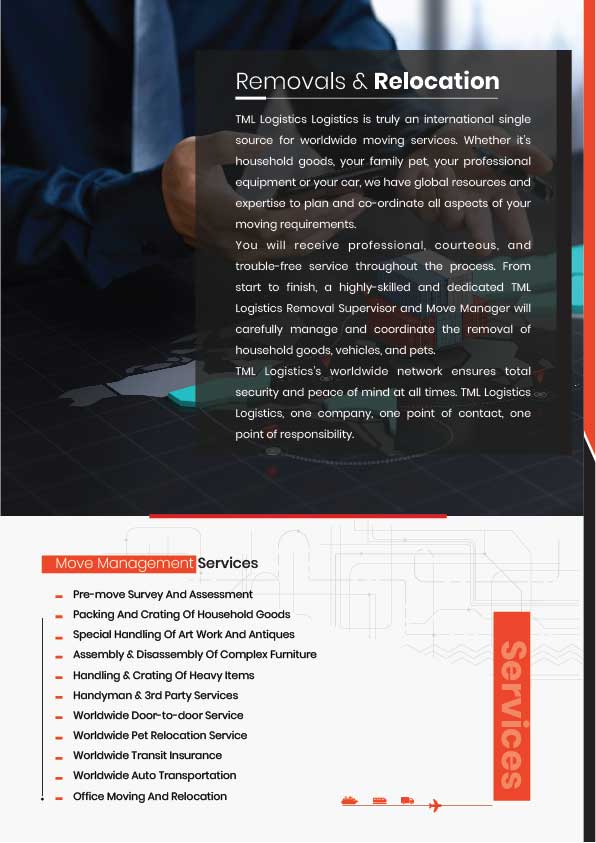 Removals & Relocation
TML Logistics Logistics is truly an international single
source for worldwide moving services. Whether it's
household goods, your family pet, your professional
equipment or your car, we have global resources and
expertise to plan and co-ordinate all aspects of your
moving requirements.
You will receive professional, courteous, and
trouble-free service throughout the process. From
start to finish, a highly-skilled and dedicated TML
Logistics Removal Supervisor and Move Manager will
carefully manage and coordinate the removal of
household goods, vehicles, and pets.
TML Logistics's worldwide network ensures total
security and peace of mind at all times. TML Logistics
Logistics, one company, one point of contact, one
point of responsibility.
Move Management Services
Pre-move Survey And Assessment
Packing And Crating Of Household Goods
Special Handling Of Art Work And Antiques
Assembly & Disassembly Of Complex Furniture
Handling & Crating Of Heavy Items
Handyman & 3rd Party Services
Worldwide Door-to-door Service
Worldwide Pet Relocation Service
Worldwide Transit Insurance
Worldwide Auto Transportation
Office Moving And Relocation
Services